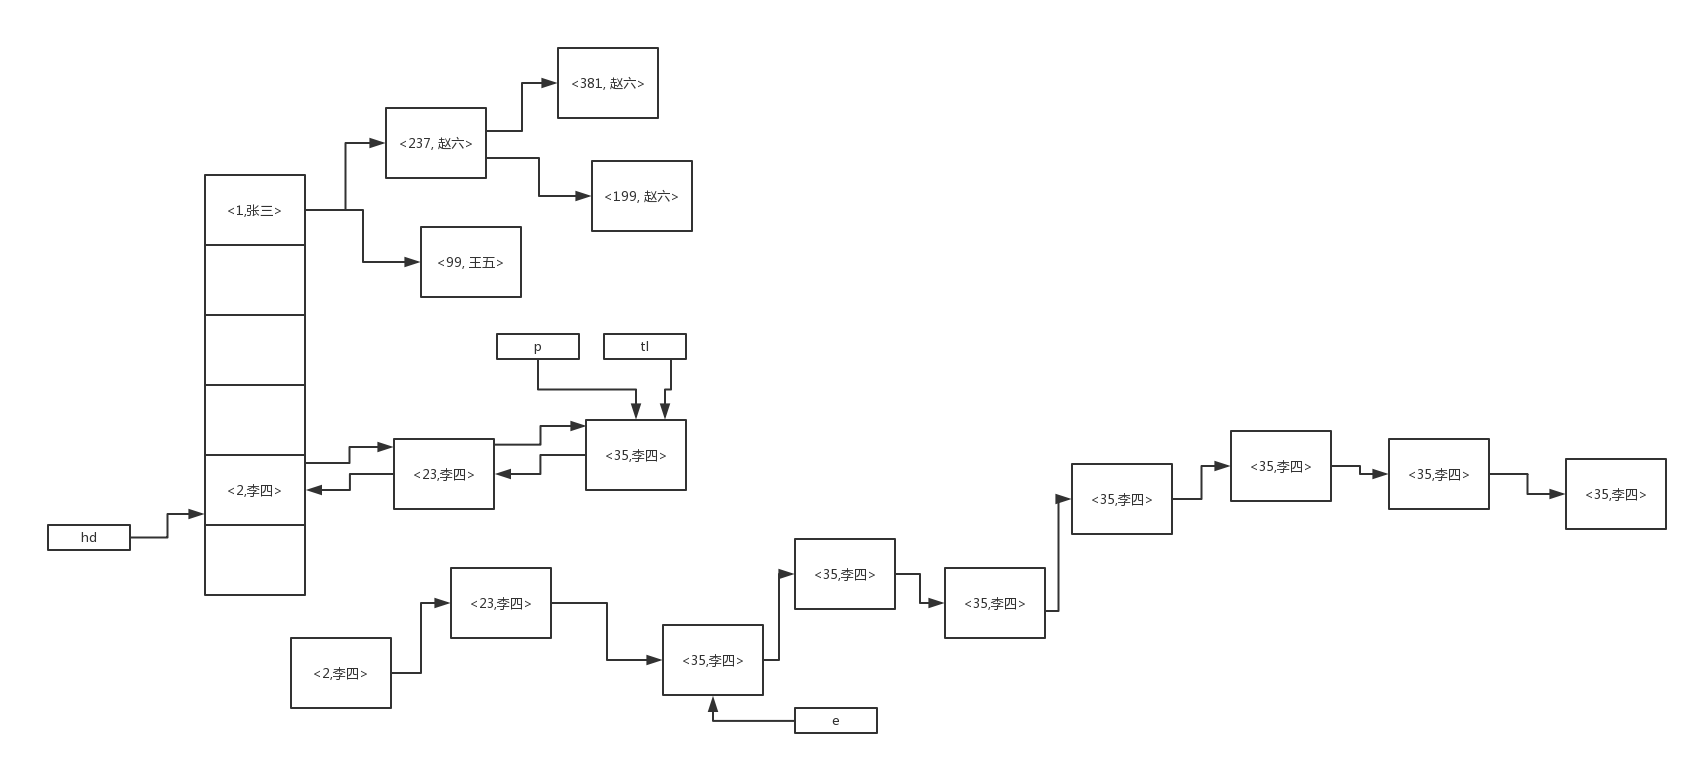 <381, 赵六>
<237, 赵六>
<199, 赵六>
<1,张三>
<99, 王五>
p
tl
<23,李四>
<35,李四>
<2,李四>
hd
<2,李四>
<23,李四>
<35,李四>
<35,李四>
<35,李四>
<35,李四>
<35,李四>
<35,李四>
<35,李四>
e